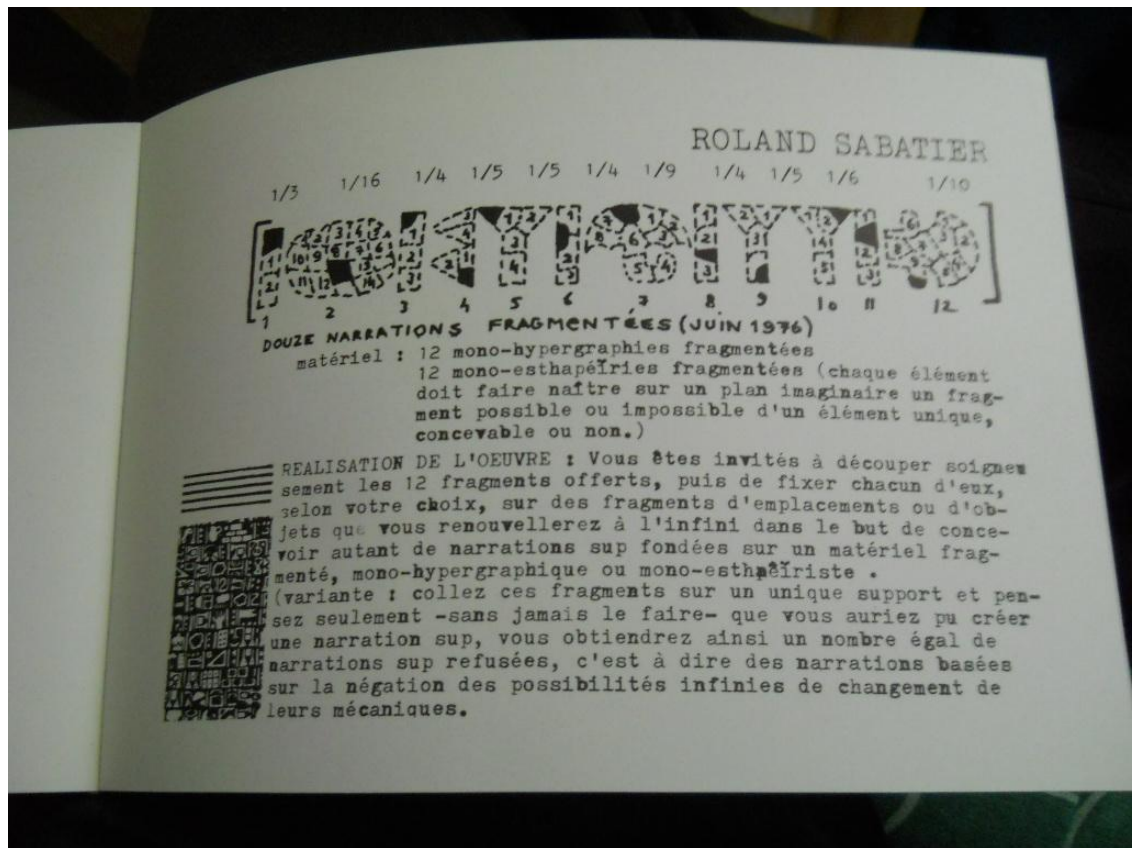 ROLAND SABATIER
1/3 1/16 1/4 1/5 1/5 1/4 1/9 1/4 1/5 1/6 1/10
1 2 3 4 5 6 7 8 9 10 11 12
DOUZE NARRATIONS FRAGMENTÉES (JUIN 1976)
matériel : 12 mono-hypergraphies fragmentées
12 mono-esthapéïries fragmentées (chaque élément
doit faire naître sur un plan imaginaire un frag-
ment possible ou impossible d'un élément unique,
concevable ou non.)
REALISATION DE L'OEUVRE : Vous êtes invités à découper soigneu
sement les 12 fragments offerts, puis de fixer chacun d'eux,
selon votre choix, sur des fragments d'emplacements ou d'ob-
jets que vous renouvellerez à l'infini dans le but de conce-
voir autant de narrations sup fondées sur un matériel frag-
menté, mono-hypergraphique ou mono-esthapéïriste .
(variante : collez ces fragments sur un unique support et pen-
sez seulement -sans jamais le faire- que vous auriez pu créer
une narration sup, vous obtiendrez ainsi un nombre égal de
narrations sup refusées, c'est à dire des narrations basées
sur la négation des possibilités infinies de changement de
leurs mécaniques.